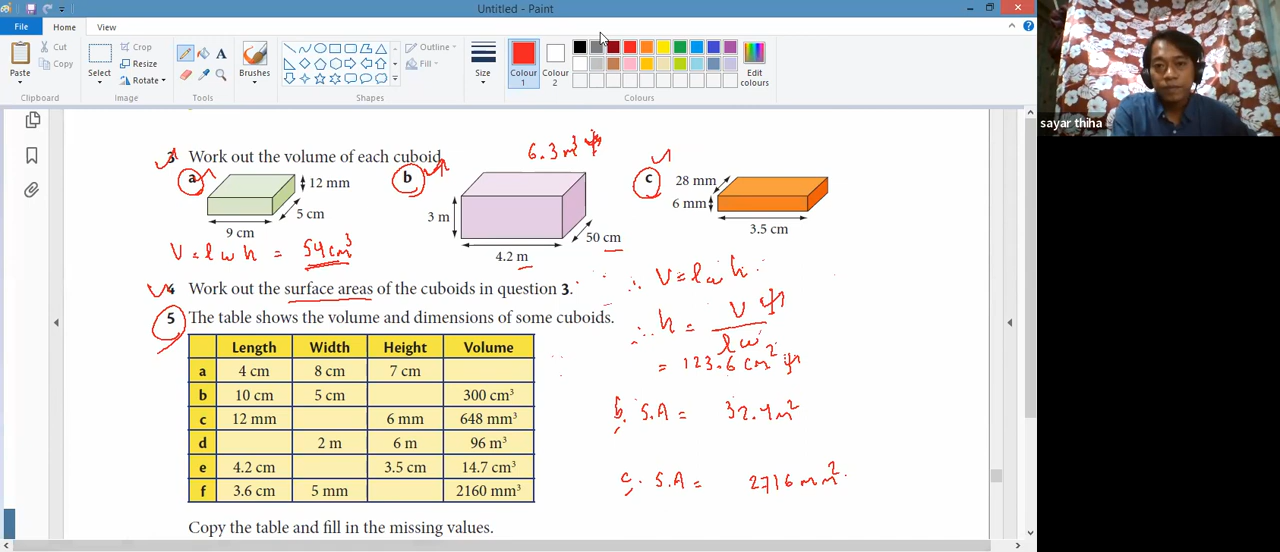 Untitled - Paint
File
Home
View
Paste
Cut
Copy
Clipboard
Select
Crop
Resize
Rotate
Image
Tools
Brushes
Outline
Fill
Shapes
Size
Colour 1
Colour 2
Edit colours
Colours
sayar thiha
6.3 m³
3 Work out the volume of each cuboid
a
12 mm
5 cm
9 cm
V = l w h = 54 cm³
b
3 m
50 cm
4.2 m
c
28 mm
6 mm
3.5 cm
∴ V = l w h
4 Work out the surface areas of the cuboids in question 3.
5 The table shows the volume and dimensions of some cuboids.
∴ h = V / l w
= 123.6 cm²
Length Width Height Volume
a 4 cm 8 cm 7 cm
b 10 cm 5 cm 300 cm³
c 12 mm 6 mm 648 mm³
d 2 m 6 m 96 m³
e 4.2 cm 3.5 cm 14.7 cm³
f 3.6 cm 5 mm 2160 mm³
b. S.A = 32.4 m²
c. S.A = 2716 mm²
Copy the table and fill in the missing values.